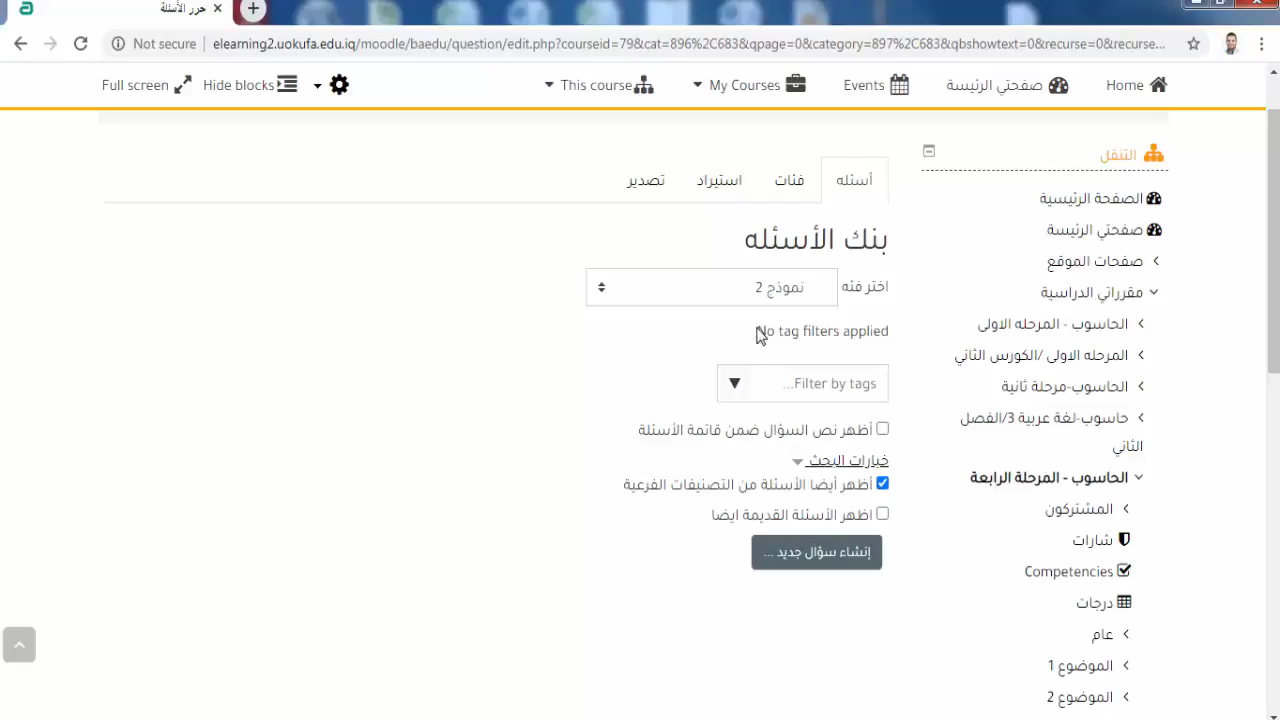 حرر الأسئلة
Not secure
elearning2.uokufa.edu.iq/moodle/baedu/question/edit.php?courseid=79&cat=896%2C683&qpage=0&category=897%2C683&qbshowtext=0&recurse=0&recurse...
Home
صفحتي الرئيسة
Events
My Courses
This course
Hide blocks
Full screen
التنقل
الصفحة الرئيسية
صفحتي الرئيسة
صفحات الموقع
مقرراتي الدراسية
الحاسوب - المرحله الاولى
المرحله الاولى /الكورس الثاني
الحاسوب-مرحلة ثانية
حاسوب-لغة عربية 3/الفصل
الثاني
الحاسوب - المرحلة الرابعة
المشتركون
شارات
Competencies
درجات
عام
الموضوع 1
الموضوع 2
أسئله
فئات
استيراد
تصدير
بنك الأسئله
اختر فئه
نموذج 2
No tag filters applied
Filter by tags...
أظهر نص السؤال ضمن قائمة الأسئلة
خيارات البحث
أظهر أيضا الأسئلة من التصنيفات الفرعية
اظهر الأسئلة القديمة ايضا
إنشاء سؤال جديد ...